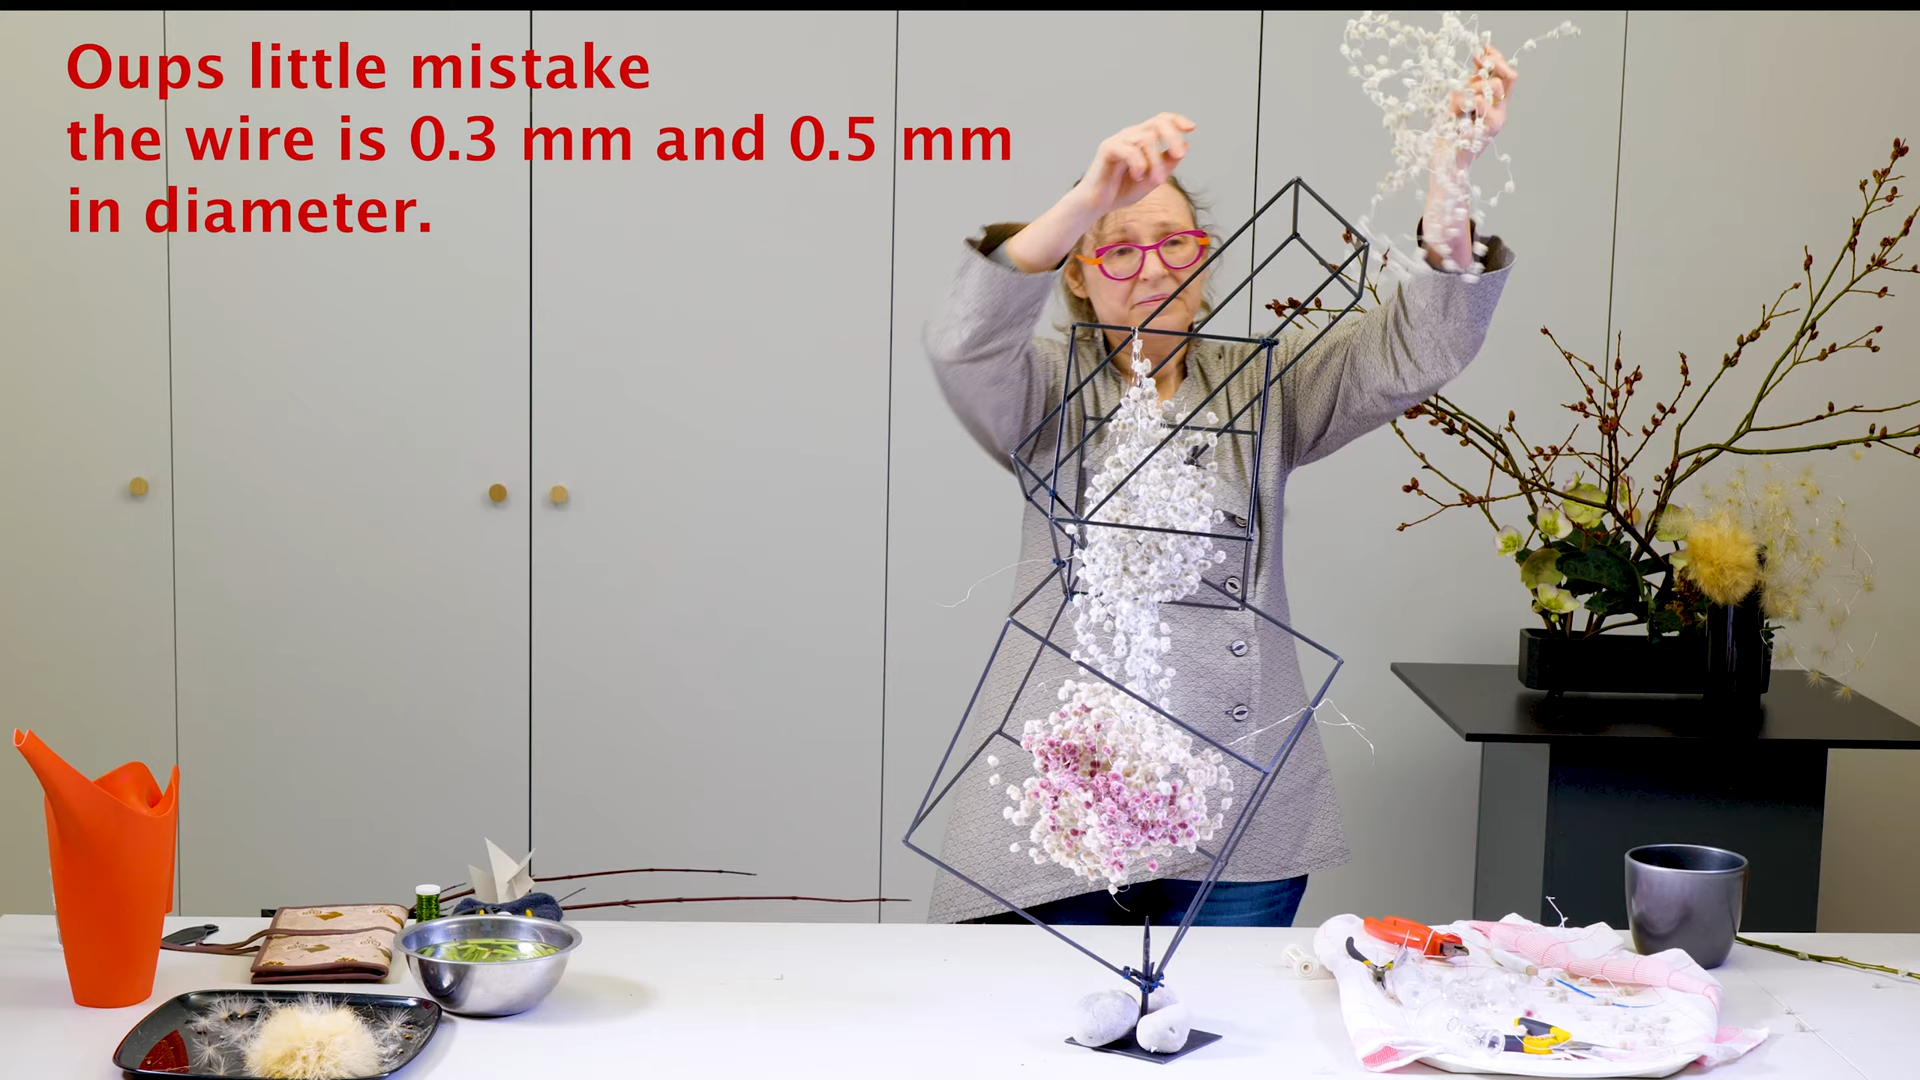 Oups little mistake
the wire is 0.3 mm and 0.5 mm
in diameter.